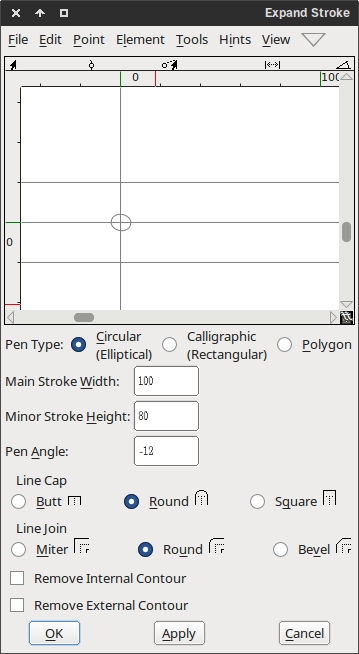 Expand Stroke
File Edit Point Element Tools Hints View
0 100
0
Pen Type: Circular (Elliptical) Calligraphic (Rectangular) Polygon
Main Stroke Width: 100
Minor Stroke Height: 80
Pen Angle: -12
Line Cap
Butt Round Square
Line Join
Miter Round Bevel
Remove Internal Contour
Remove External Contour
OK Apply Cancel